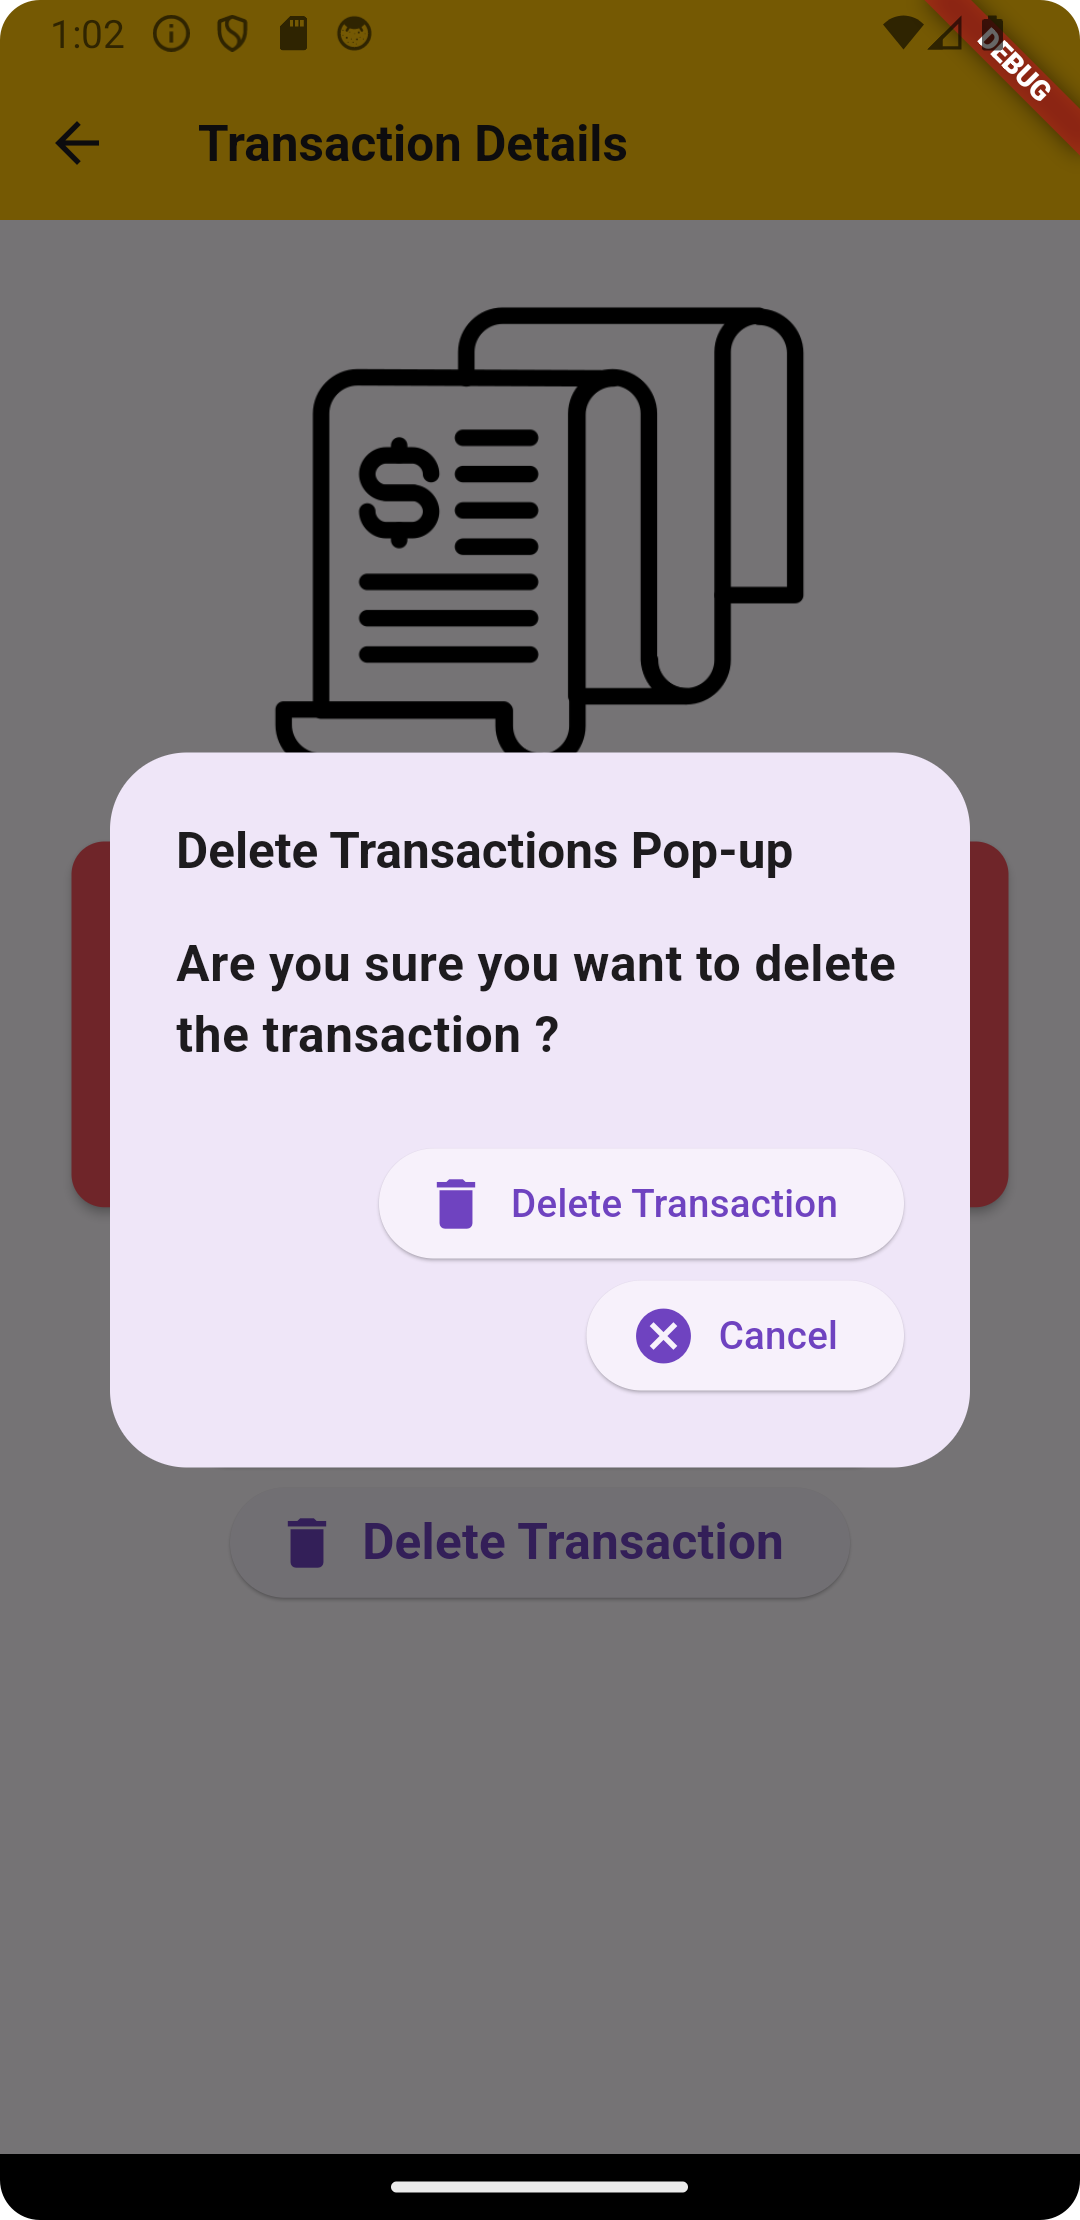 1:02
DEBUG
Transaction Details
$
Delete Transactions Pop-up
Are you sure you want to delete
the transaction ?
Delete Transaction
Cancel
Delete Transaction